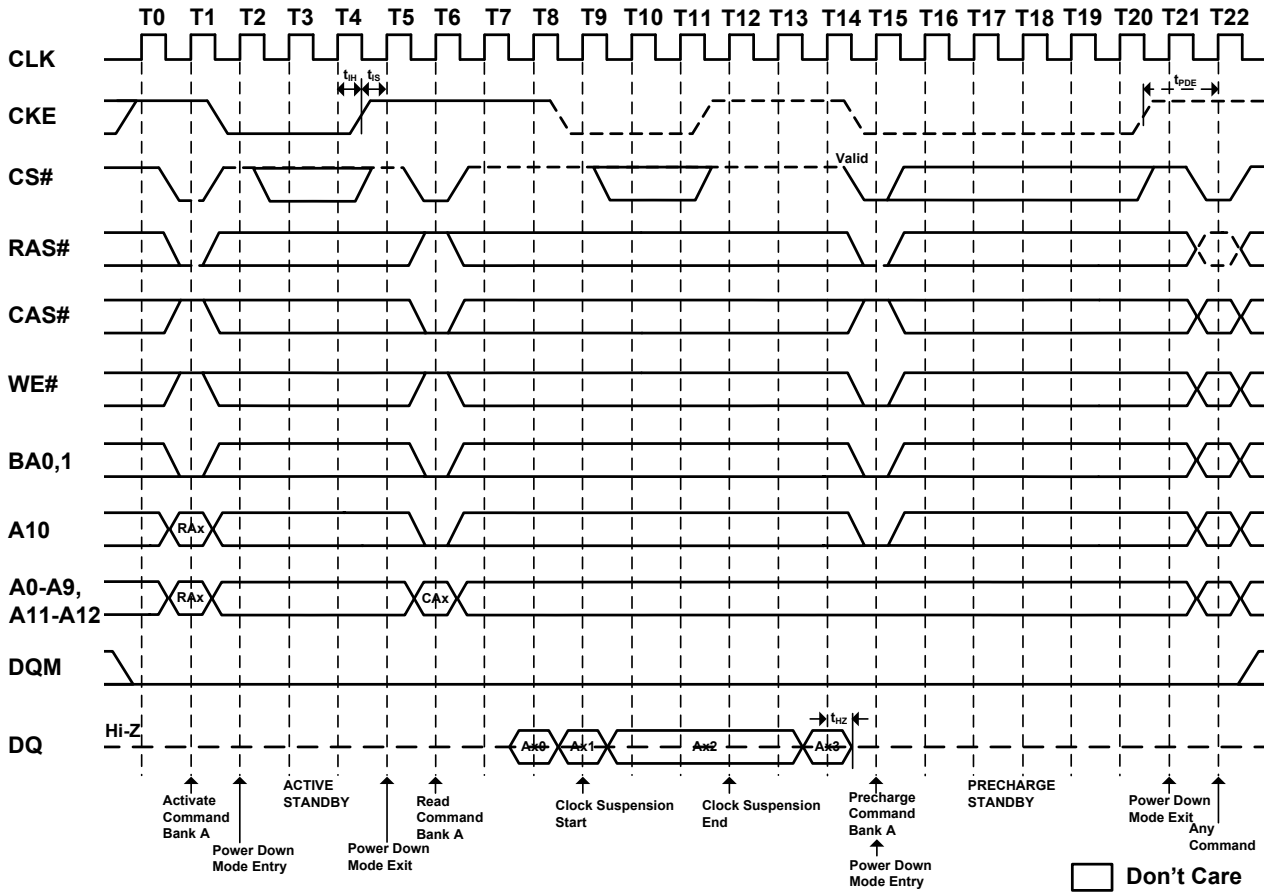 T0 T1 T2 T3 T4 T5 T6 T7 T8 T9 T10 T11 T12 T13 T14 T15 T16 T17 T18 T19 T20 T21 T22
CLK
tIH tIS
tPDE
CKE
Valid
CS#
RAS#
CAS#
WE#
BA0,1
A10
RAx
A0-A9,
A11-A12
RAx CAx
DQM
Hi-Z
tHZ
DQ
Ax0 Ax1 Ax2 Ax3
Activate
Command
Bank A
Power Down
Mode Entry
ACTIVE
STANDBY
Power Down
Mode Exit
Read
Command
Bank A
Clock Suspension
Start
Clock Suspension
End
Precharge
Command
Bank A
Power Down
Mode Entry
PRECHARGE
STANDBY
Power Down
Mode Exit
Any
Command
Don't Care